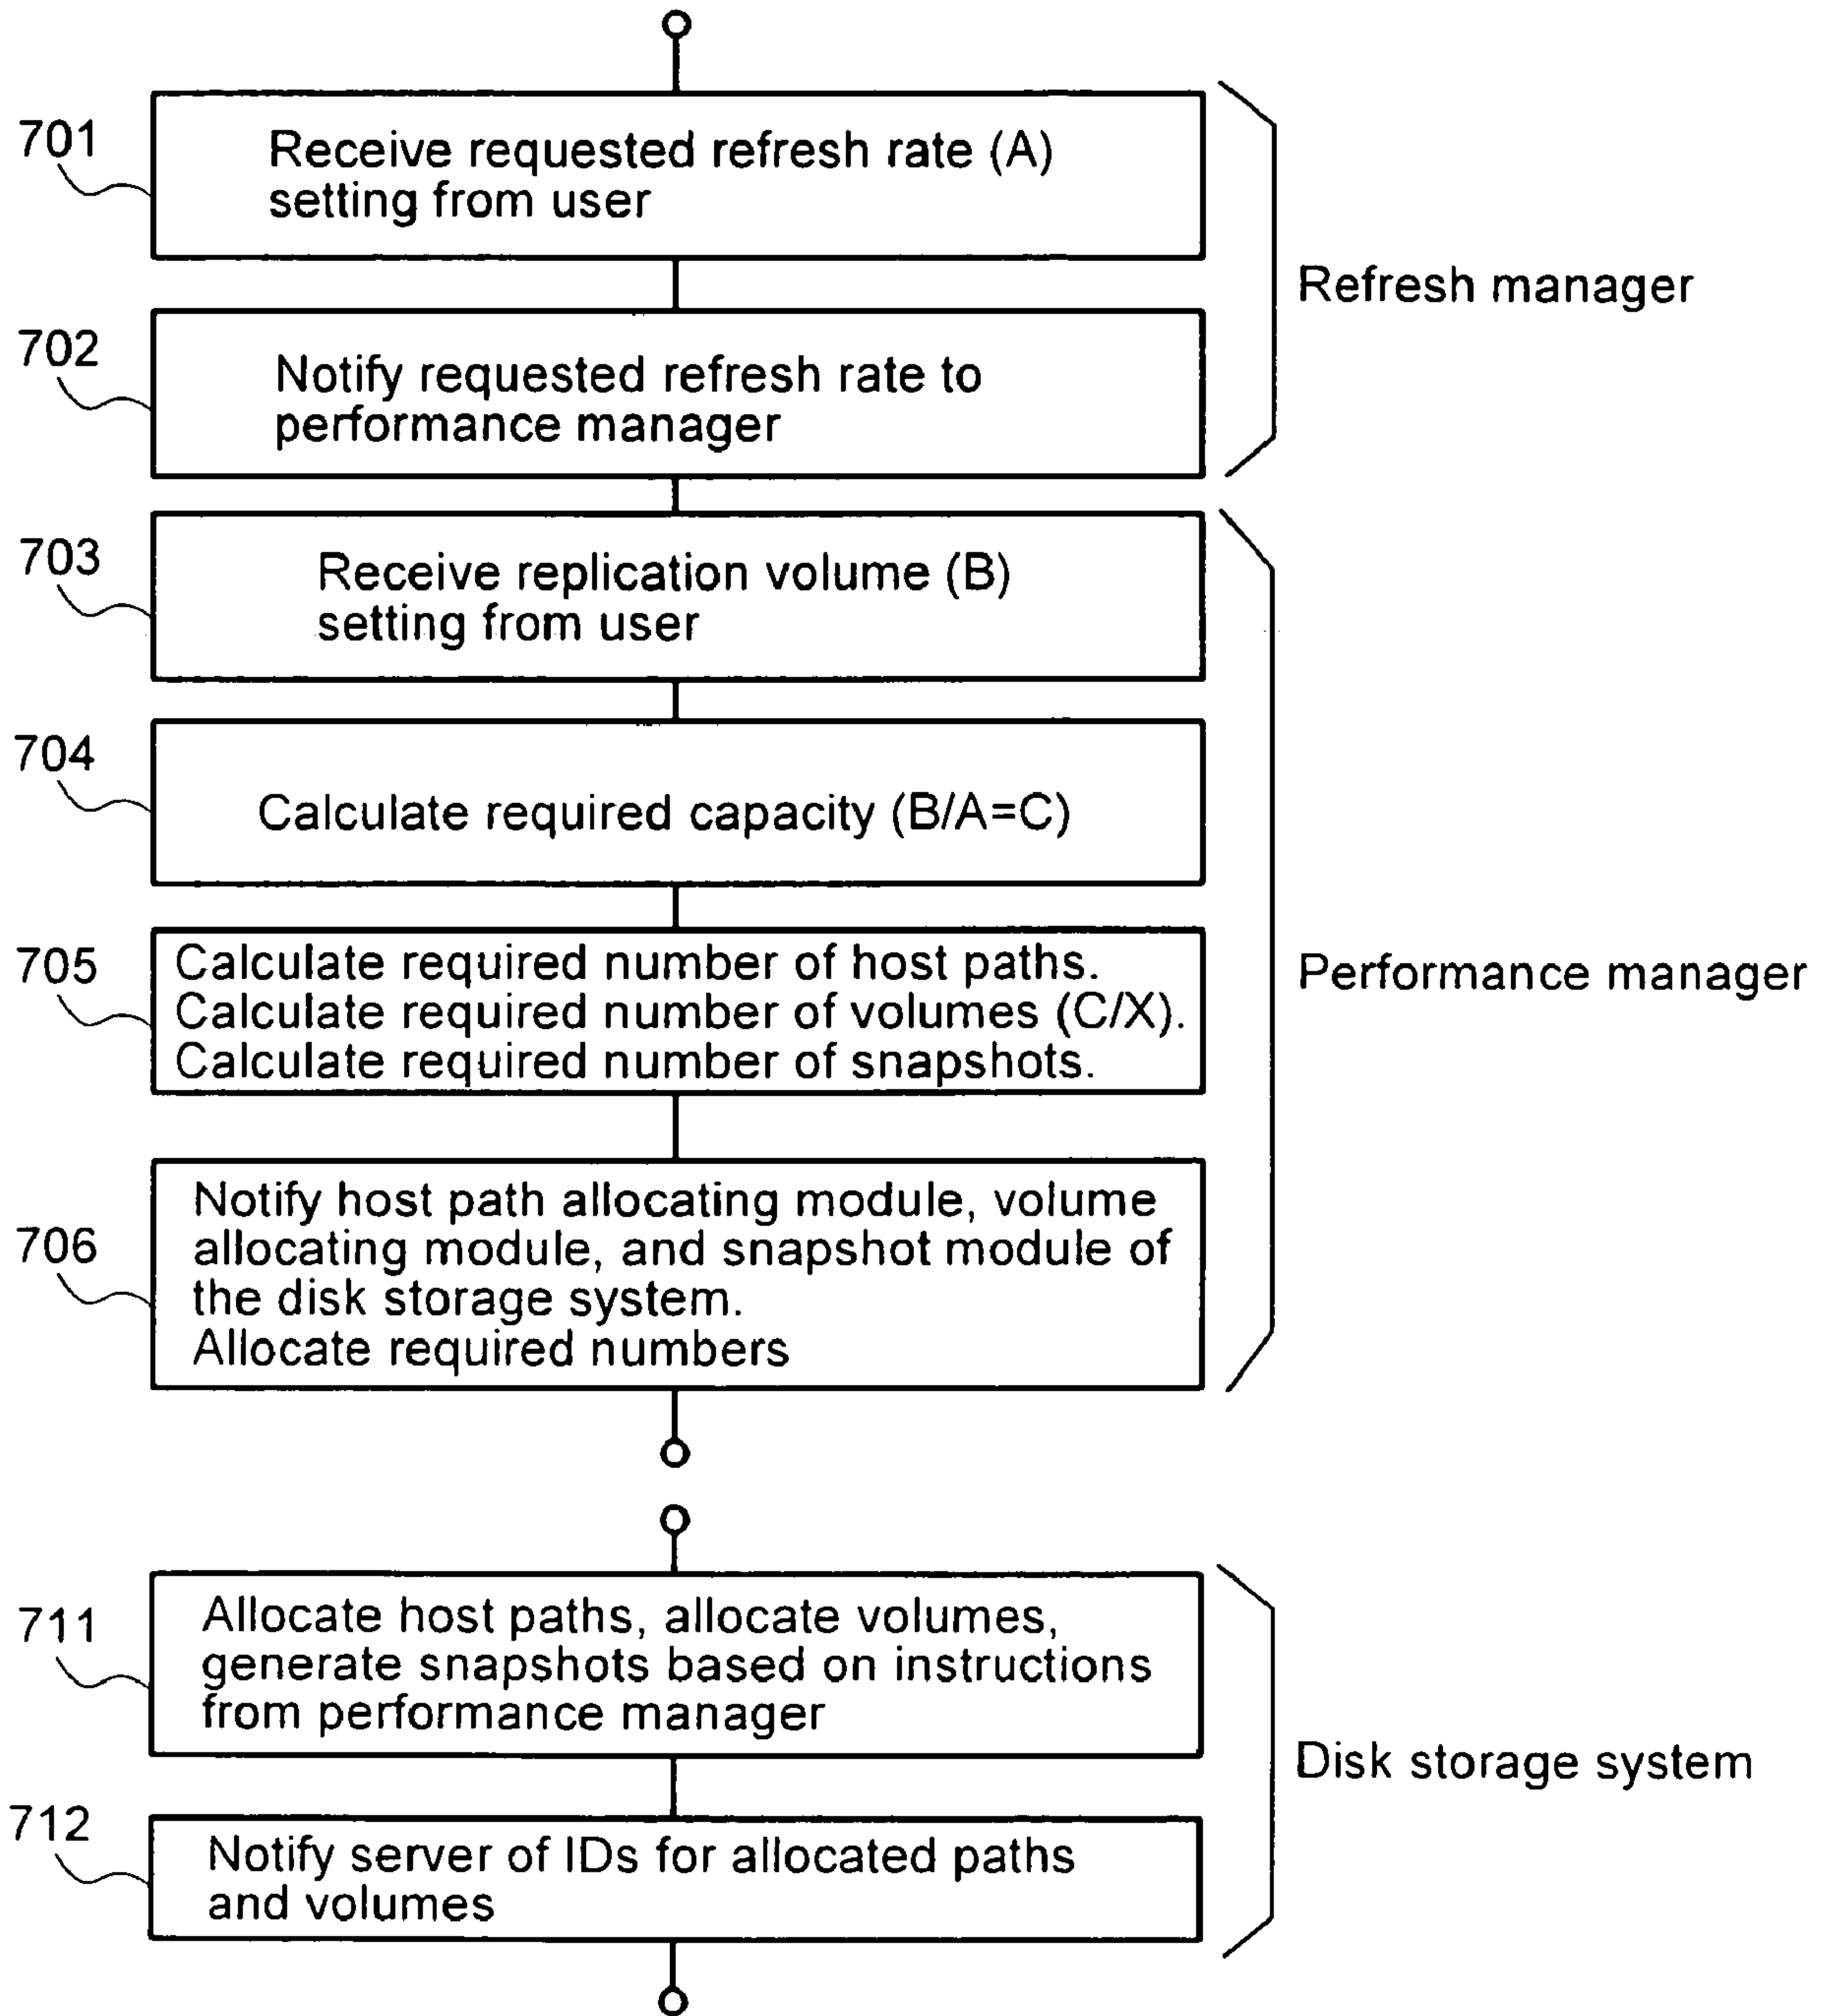 701
Receive requested refresh rate (A)
setting from user
Refresh manager
702
Notify requested refresh rate to
performance manager
703
Receive replication volume (B)
setting from user
704
Calculate required capacity (B/A=C)
705
Calculate required number of host paths.
Calculate required number of volumes (C/X).
Calculate required number of snapshots.
Performance manager
706
Notify host path allocating module, volume
allocating module, and snapshot module of
the disk storage system.
Allocate required numbers
711
Allocate host paths, allocate volumes,
generate snapshots based on instructions
from performance manager
Disk storage system
712
Notify server of IDs for allocated paths
and volumes